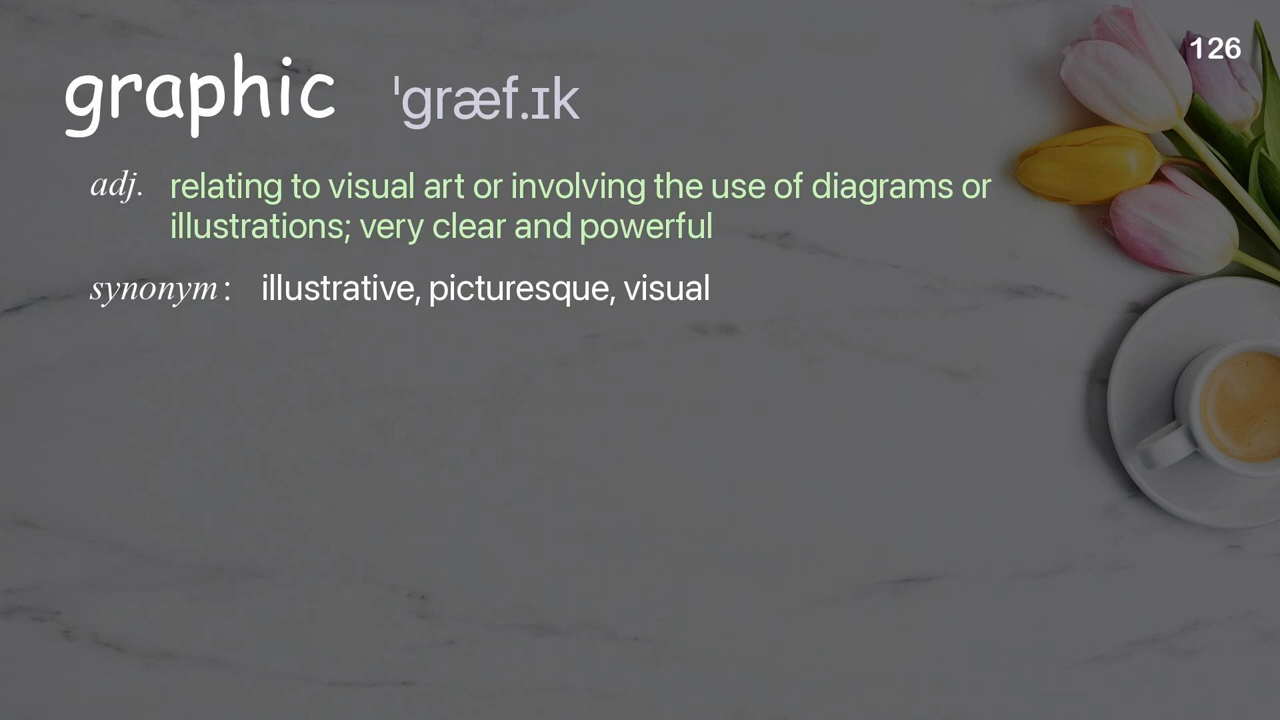 126
graphic ˈɡræf.ɪk
adj. relating to visual art or involving the use of diagrams or
illustrations; very clear and powerful
synonym : illustrative, picturesque, visual